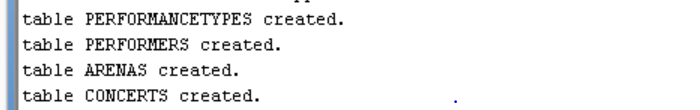 table PERFORMANCETYPES created.
table PERFORMERS created.
table ARENAS created.
table CONCERTS created.